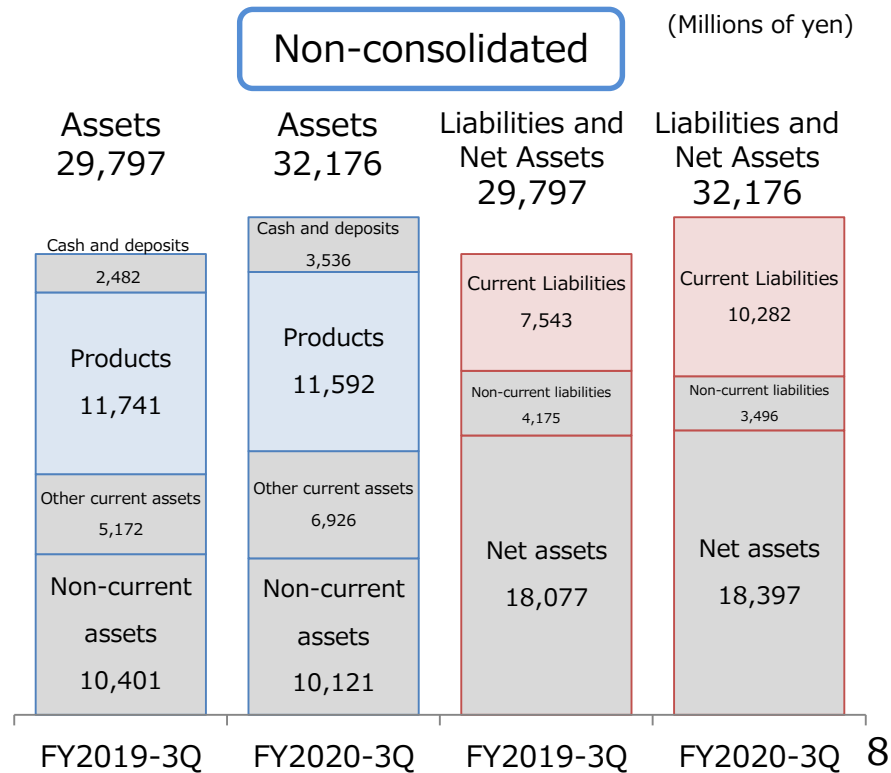 Non-consolidated
(Millions of yen)
Assets
29,797
Assets
32,176
Liabilities and
Net Assets
29,797
Liabilities and
Net Assets
32,176
Cash and deposits
2,482
Products
11,741
Other current assets
5,172
Non-current
assets
10,401
Cash and deposits
3,536
Products
11,592
Other current assets
6,926
Non-current
assets
10,121
Current Liabilities
7,543
Non-current liabilities
4,175
Net assets
18,077
Current Liabilities
10,282
Non-current liabilities
3,496
Net assets
18,397
FY2019-3Q
FY2020-3Q
FY2019-3Q
FY2020-3Q
8